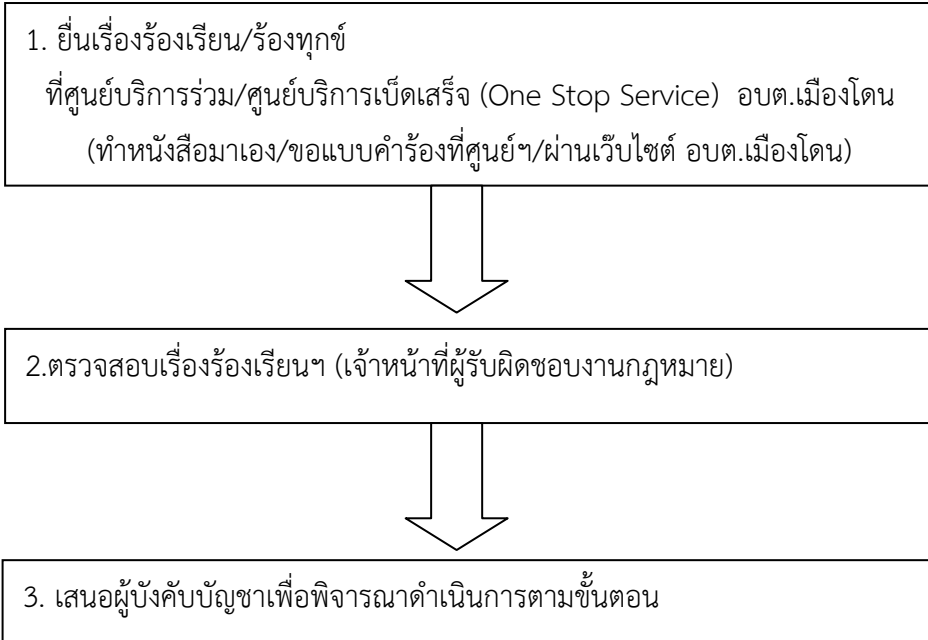 1. ยื่นเรื่องร้องเรียน/ร้องทุกข์
ที่ศูนย์บริการร่วม/ศูนย์บริการเบ็ดเสร็จ (One Stop Service) อบต.เมืองโดน
(ทำหนังสือมาเอง/ขอแบบคำร้องที่ศูนย์ฯ/ผ่านเว็บไซต์ อบต.เมืองโดน)
2.ตรวจสอบเรื่องร้องเรียนฯ (เจ้าหน้าที่ผู้รับผิดชอบงานกฎหมาย)
3. เสนอผู้บังคับบัญชาเพื่อพิจารณาดำเนินการตามขั้นตอน